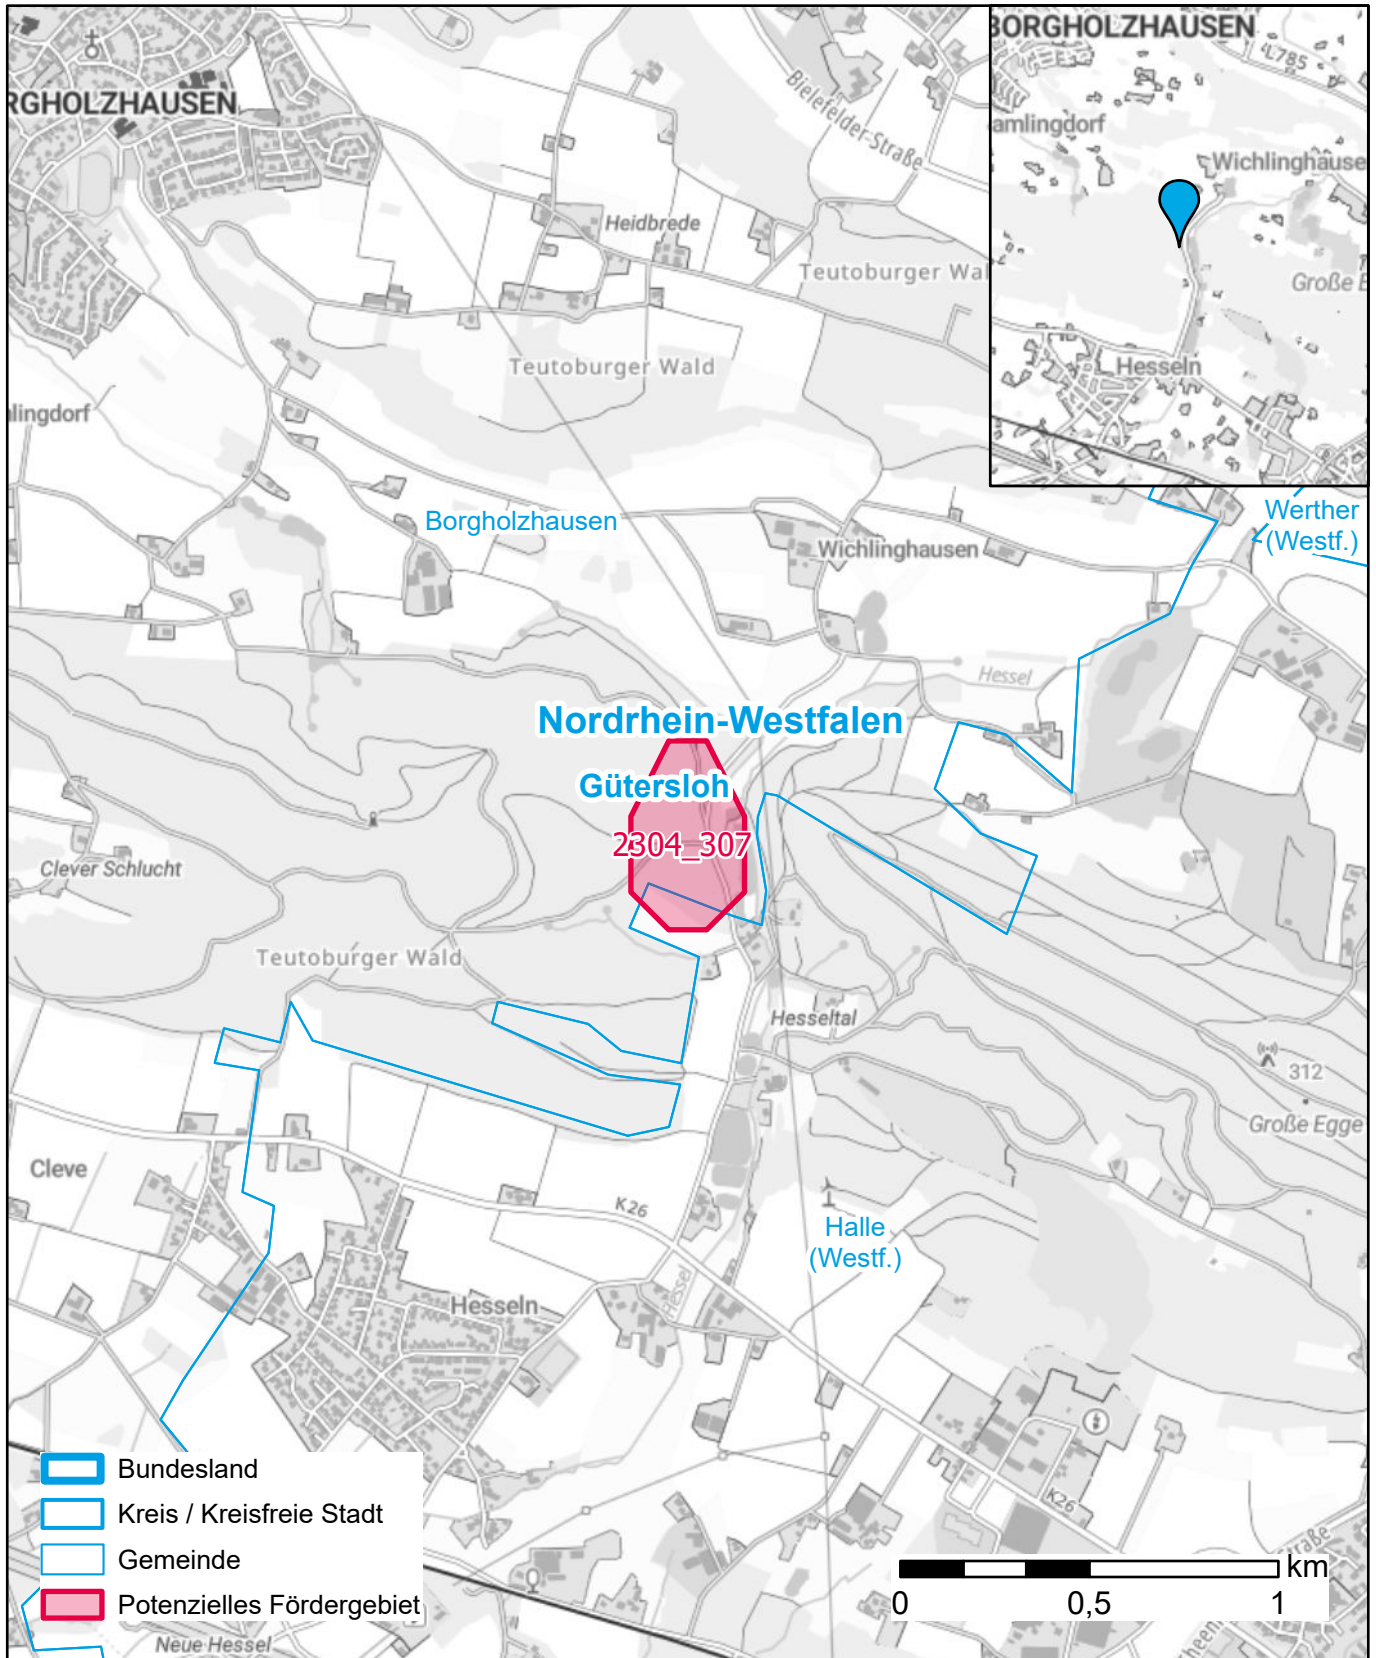 RGHOLZHAUSEN
Bielefelder-Straße
Heidbrede
Teutoburger Wal
Teutoburger Wald
nlingdorf
BORGHOLZHAUSEN
L785
amlingdorf
Wichlinghause
Große E
Hesseln
Borgholzhausen
Wichlinghausen
Werther
(Westf.)
Hessel
Nordrhein-Westfalen
Gütersloh
2304_307
Clever Schlucht
Teutoburger Wald
Hesseltal
312
Große Egge
Cleve
K26
Halle
(Westf.)
Hessel
Hesseln
K26
straße
Bundesland
Kreis / Kreisfreie Stadt
Gemeinde
Potenzielles Fördergebiet
km
0
0,5
1
Neue Hessel